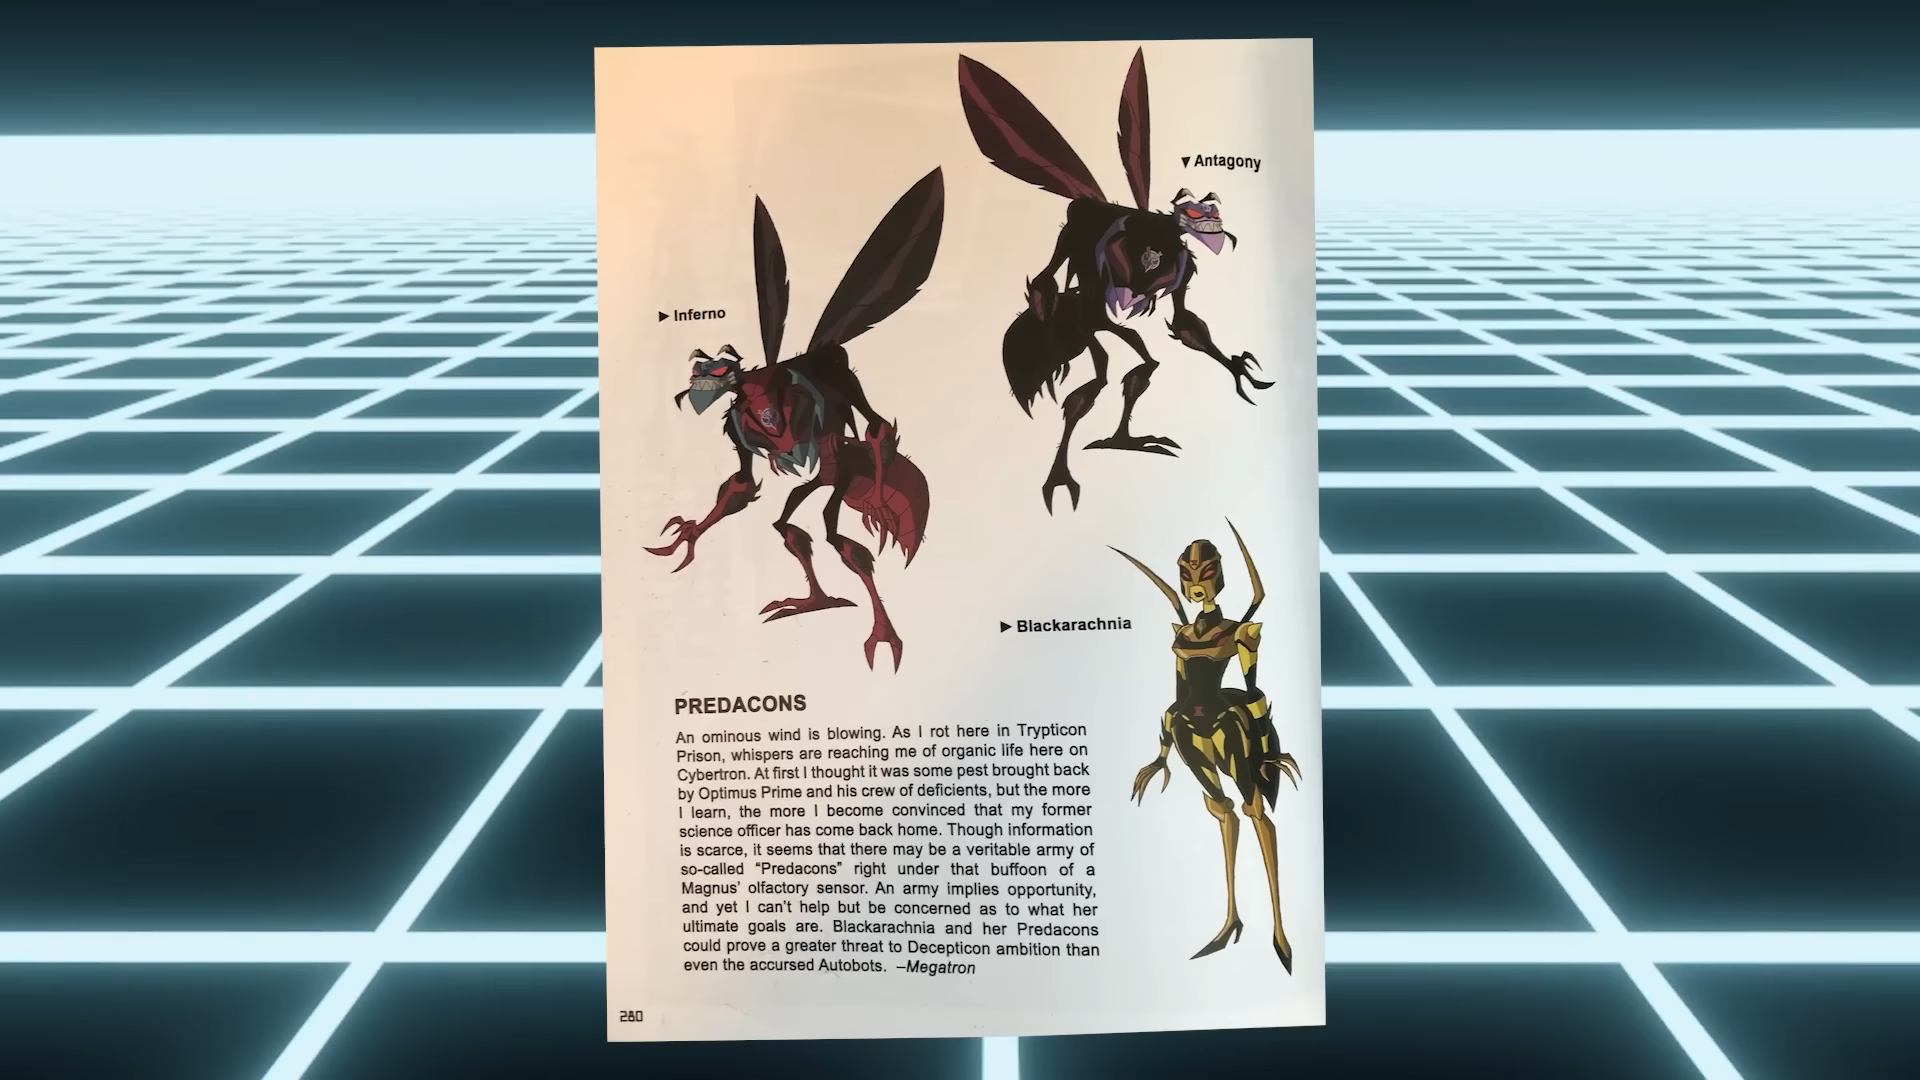 ▼Antagony
►Inferno
►Blackarachnia
PREDACONS
An ominous wind is blowing. As I rot here in Trypticon
Prison, whispers are reaching me of organic life here on
Cybertron. At first I thought it was some pest brought back
by Optimus Prime and his crew of deficients, but the more
I learn, the more I become convinced that my former
science officer has come back home. Though information
is scarce, it seems that there may be a veritable army of
so-called “Predacons” right under that buffoon of a
Magnus’ olfactory sensor. An army implies opportunity,
and yet I can’t help but be concerned as to what her
ultimate goals are. Blackarachnia and her Predacons
could prove a greater threat to Decepticon ambition than
even the accursed Autobots. –Megatron
280